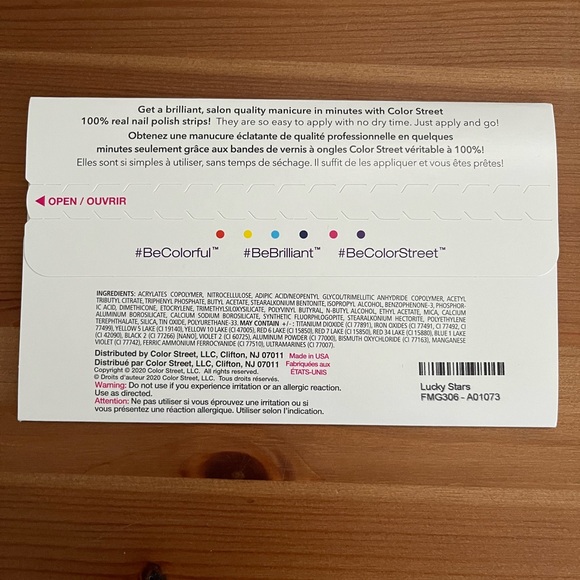 Get a brilliant, salon quality manicure in minutes with Color Street
100% real nail polish strips! They are so easy to apply with no dry time. Just apply and go!
Obtenez une manucure éclatante de qualité professionnelle en quelques
minutes seulement grâce aux bandes de vernis à ongles Color Street véritable à 100%!
Elles sont si simples à utiliser, sans temps de séchage. Il suffit de les appliquer et vous êtes prêtes!
OPEN / OUVRIR
#BeColorful™ #BeBrilliant™ #BeColorStreet™
INGREDIENTS: ACRYLATES COPOLYMER, NITROCELLULOSE, ADIPIC ACID/NEOPENTYL GLYCOL/TRIMELLITIC ANHYDRIDE COPOLYMER, ACETYL
TRIBUTYL CITRATE, TRIPHENYL PHOSPHATE, BUTYL ACETATE, STEARALKONIUM BENTONITE, ISOPROPYL ALCOHOL, BENZOPHENONE-3, PHOSPHOR-
IC ACID, DIMETHICONE, ETOCRYLENE, TRIMETHYLSILOXYSILICATE, POLYVINYL BUTYRAL, N-BUTYL ALCOHOL, ETHYL ACETATE, MICA, CALCIUM
ALUMINUM BOROSILICATE, CALCIUM SODIUM BOROSILICATE, SYNTHETIC FLUORPHLOGOPITE, STEARALKONIUM HECTORITE, POLYETHYLENE
TEREPHTHALATE, SILICA, TIN OXIDE, POLYURETHANE-33. MAY CONTAIN +/- : TITANIUM DIOXIDE (CI 77891), IRON OXIDES (CI 77491, CI 77492, CI
77499), YELLOW 5 LAKE (CI 19140), YELLOW 10 LAKE (CI 47005), RED 6 LAKE (CI 15850), RED 7 LAKE (CI 15850), RED 34 LAKE (CI 15880), BLUE 1 LAKE
(CI 42090), BLACK 2 (CI 77266) [NANO], VIOLET 2 (CI 60725), ALUMINUM POWDER (CI 77000), BISMUTH OXYCHLORIDE (CI 77163), MANGANESE
VIOLET (CI 77742), FERRIC AMMONIUM FERROCYANIDE (CI 77510), ULTRAMARINES (CI 77007).
Distributed by Color Street, LLC, Clifton, NJ 07011
Distribué par Color Street, LLC, Clifton, NJ 07011
Copyright © 2020 Color Street, LLC. All rights reserved.
© Droits d'auteur 2020 Color Street, LLC. Tous droits réservés.
Made in USA
Fabriquées aux
ÉTATS-UNIS
Warning: Do not use if you experience irritation or an allergic reaction.
Use as directed.
Attention: Ne pas utiliser si vous éprouvez une irritation ou si
vous présentez une réaction allergique. Utiliser selon l'indication.
Lucky Stars
FMG306 - A01073